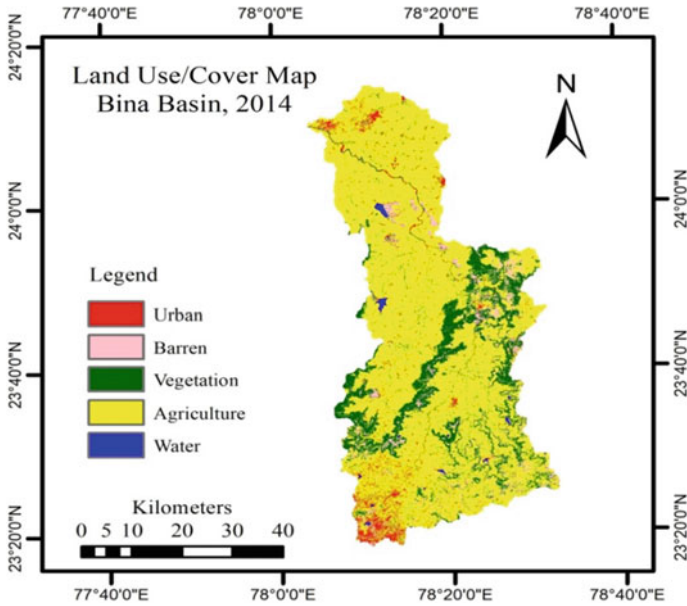 77°40'0"E 78°0'0"E 78°20'0"E 78°40'0"E
24°20'0"N
Land Use/Cover Map
Bina Basin, 2014
N
24°0'0"N
24°0'0"N
Legend
Urban
Barren
Vegetation
Agriculture
Water
23°40'0"N
23°40'0"N
Kilometers
0 5 10 20 30 40
23°20'0"N
23°20'0"N
77°40'0"E 78°0'0"E 78°20'0"E 78°40'0"E